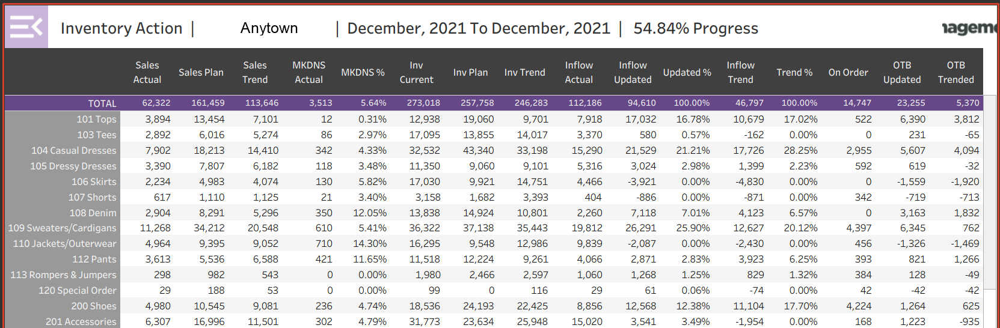 Inventory Action | Anytown | December, 2021 To December, 2021 | 54.84% Progress
Sales Actual Sales Plan Sales Trend MKDNS Actual MKDNS % Inv Current Inv Plan Inv Trend Inflow Actual Inflow Updated Updated % Inflow Trend Trend % On Order OTB Updated OTB Trended
TOTAL 62,322 161,459 113,646 3,513 5.64% 273,018 257,758 246,283 112,186 94,610 100.00% 46,797 100.00% 14,747 23,255 5,370
101 Tops 3,894 13,454 7,101 12 0.31% 12,938 19,060 9,701 7,918 17,032 16.78% 10,679 17.02% 522 6,390 3,812
103 Tees 2,892 6,016 5,274 86 2.97% 17,095 13,855 14,017 3,370 580 0.57% -162 0.00% 0 231 -65
104 Casual Dresses 7,902 18,213 14,410 342 4.33% 32,532 43,340 33,198 15,290 21,529 21.21% 17,726 28.25% 2,955 5,607 4,094
105 Dressy Dresses 3,390 7,807 6,182 118 3.48% 11,350 9,060 9,101 5,316 3,024 2.98% 1,399 2.23% 592 619 -32
106 Skirts 2,234 4,983 4,074 130 5.82% 17,030 9,921 14,751 4,466 -3,921 0.00% -4,830 0.00% 0 -1,559 -1,920
107 Shorts 617 1,110 1,125 21 3.40% 3,158 1,682 3,393 404 -886 0.00% -871 0.00% 342 -719 -713
108 Denim 2,904 8,291 5,296 350 12.05% 13,838 14,924 10,801 2,260 7,118 7.01% 4,123 6.57% 0 3,163 1,832
109 Sweaters/Cardigans 11,268 34,212 20,548 610 5.41% 36,322 37,138 35,443 19,812 26,291 25.90% 12,627 20.12% 4,397 6,345 762
110 Jackets/Outerwear 4,964 9,395 9,052 710 14.30% 16,295 9,548 12,986 9,839 -2,087 0.00% -2,430 0.00% 456 -1,326 -1,469
112 Pants 3,613 5,536 6,588 421 11.65% 11,518 12,224 9,261 4,066 2,871 2.83% 3,923 6.25% 393 821 1,266
113 Rompers & Jumpers 298 982 543 0 0.00% 1,980 2,466 2,597 1,060 1,268 1.25% 829 1.32% 384 128 -49
120 Special Order 29 188 53 0 0.00% 99 0 116 29 61 0.06% -74 0.00% 42 -42 -42
200 Shoes 4,980 10,545 9,081 236 4.74% 18,536 24,193 22,425 8,856 12,568 12.38% 11,104 17.70% 4,224 1,264 625
201 Accessories 6,307 16,996 11,501 302 4.79% 31,773 23,634 25,948 15,020 3,541 3.49% -1,954 0.00% 168 1,223 -935